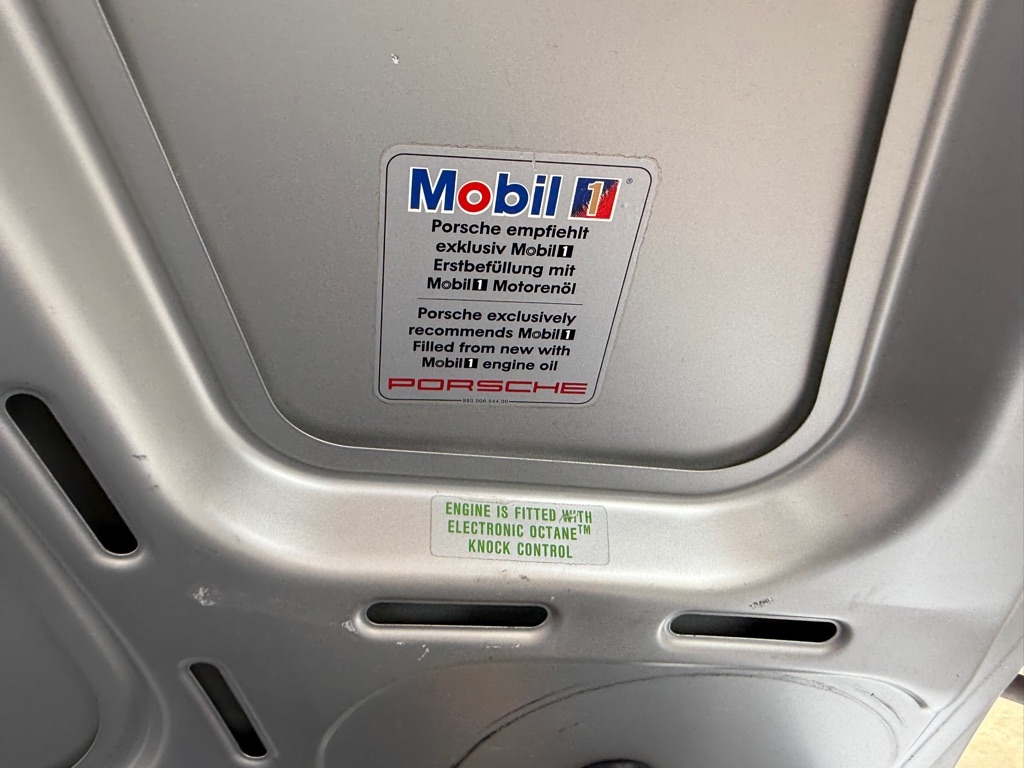 Mobil 1®
Porsche empfiehlt
exklusiv Mobil 1
Erstbefüllung mit
Mobil 1 Motorenöl
Porsche exclusively
recommends Mobil 1
Filled from new with
Mobil 1 engine oil
PORSCHE
ENGINE IS FITTED WITH
ELECTRONIC OCTANE™
KNOCK CONTROL